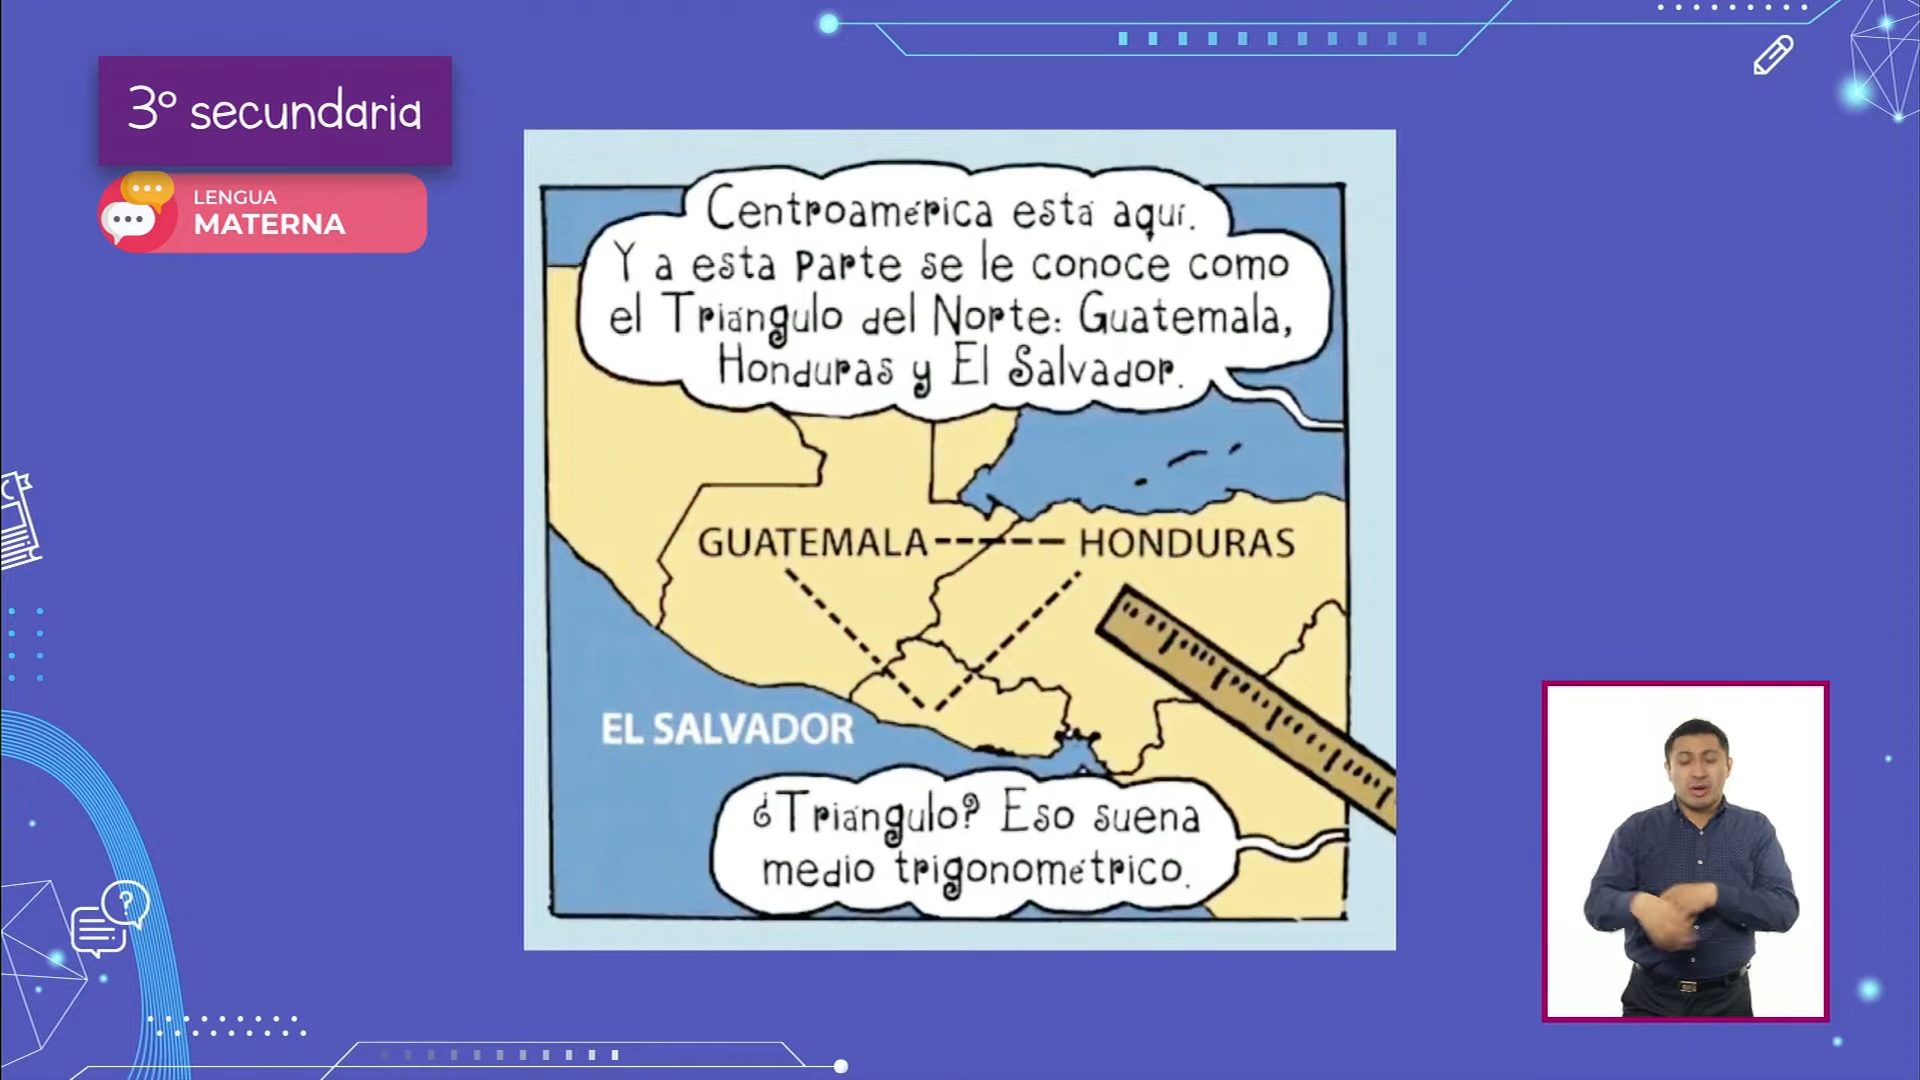 3° secundaria
LENGUA
MATERNA
Centroamérica está aquí.
Y a esta parte se le conoce como
el Triángulo del Norte: Guatemala,
Honduras y El Salvador.
GUATEMALA
HONDURAS
EL SALVADOR
¿Triángulo? Eso suena
medio trigonométrico.
?